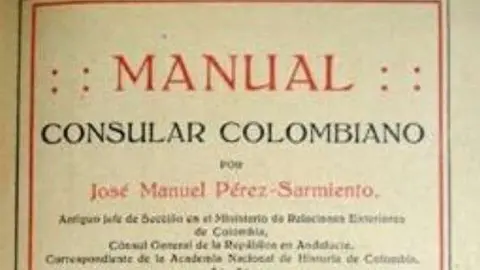 : : MANUAL : :
CONSULAR COLOMBIANO
POR
José Manuel Pérez-Sarmiento.
Antiguo Jefe de Sección en el Ministerio de Relaciones Exteriores
de Colombia,
Cónsul General de la República en Andalucía,
Correspondiente de la Academia Nacional de Historia de Colombia,